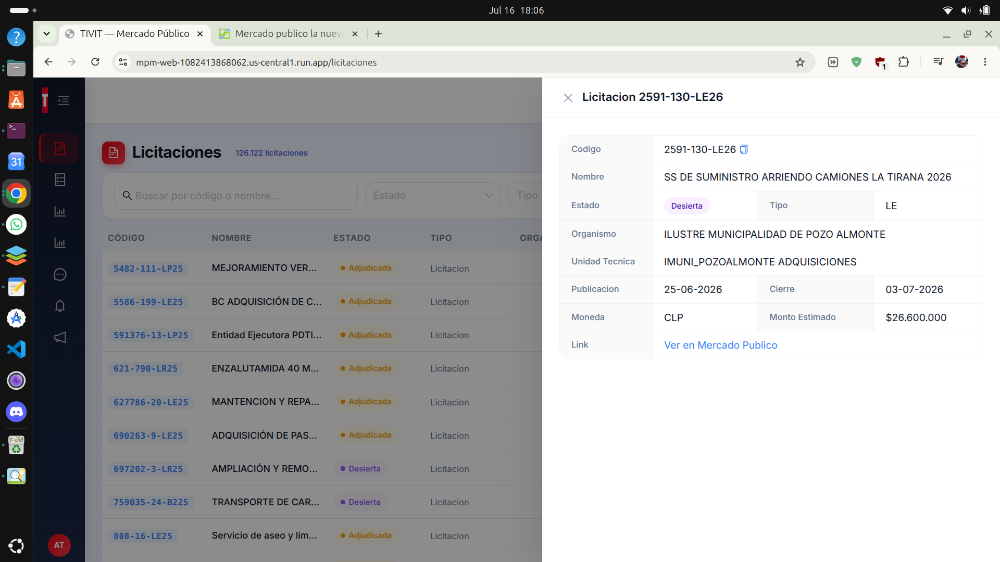 Jul 16 18:06
TIVIT — Mercado Público
Mercado publico la nueva
mpm-web-1082413868062.us-central1.run.app/licitaciones
1
31
T
Licitacion 2591-130-LE26
Licitaciones
126.122 licitaciones
Buscar por código o nombre...
Estado
Tipo
CÓDIGO NOMBRE ESTADO TIPO ORGA
5482-111-LP25 MEJORAMIENTO VER... Adjudicada Licitacion
5586-199-LE25 BC ADQUISICIÓN DE C... Adjudicada Licitacion
591376-13-LP25 Entidad Ejecutora PDTI... Adjudicada Licitacion
621-790-LR25 ENZALUTAMIDA 40 M... Adjudicada Licitacion
627786-20-LE25 MANTENCION Y REPA... Adjudicada Licitacion
690263-9-LE25 ADQUISICIÓN DE PAS... Adjudicada Licitacion
697202-3-LR25 AMPLIACIÓN Y REMO... Desierta Licitacion
759035-24-B225 TRANSPORTE DE CAR... Desierta Licitacion
808-16-LE25 Servicio de aseo y lim... Adjudicada Licitacion
AT
Codigo 2591-130-LE26
Nombre SS DE SUMINISTRO ARRIENDO CAMIONES LA TIRANA 2026
Estado Desierta Tipo LE
Organismo ILUSTRE MUNICIPALIDAD DE POZO ALMONTE
Unidad Tecnica IMUNI_POZOALMONTE ADQUISICIONES
Publicacion 25-06-2026 Cierre 03-07-2026
Moneda CLP Monto Estimado $26.600.000
Link Ver en Mercado Publico